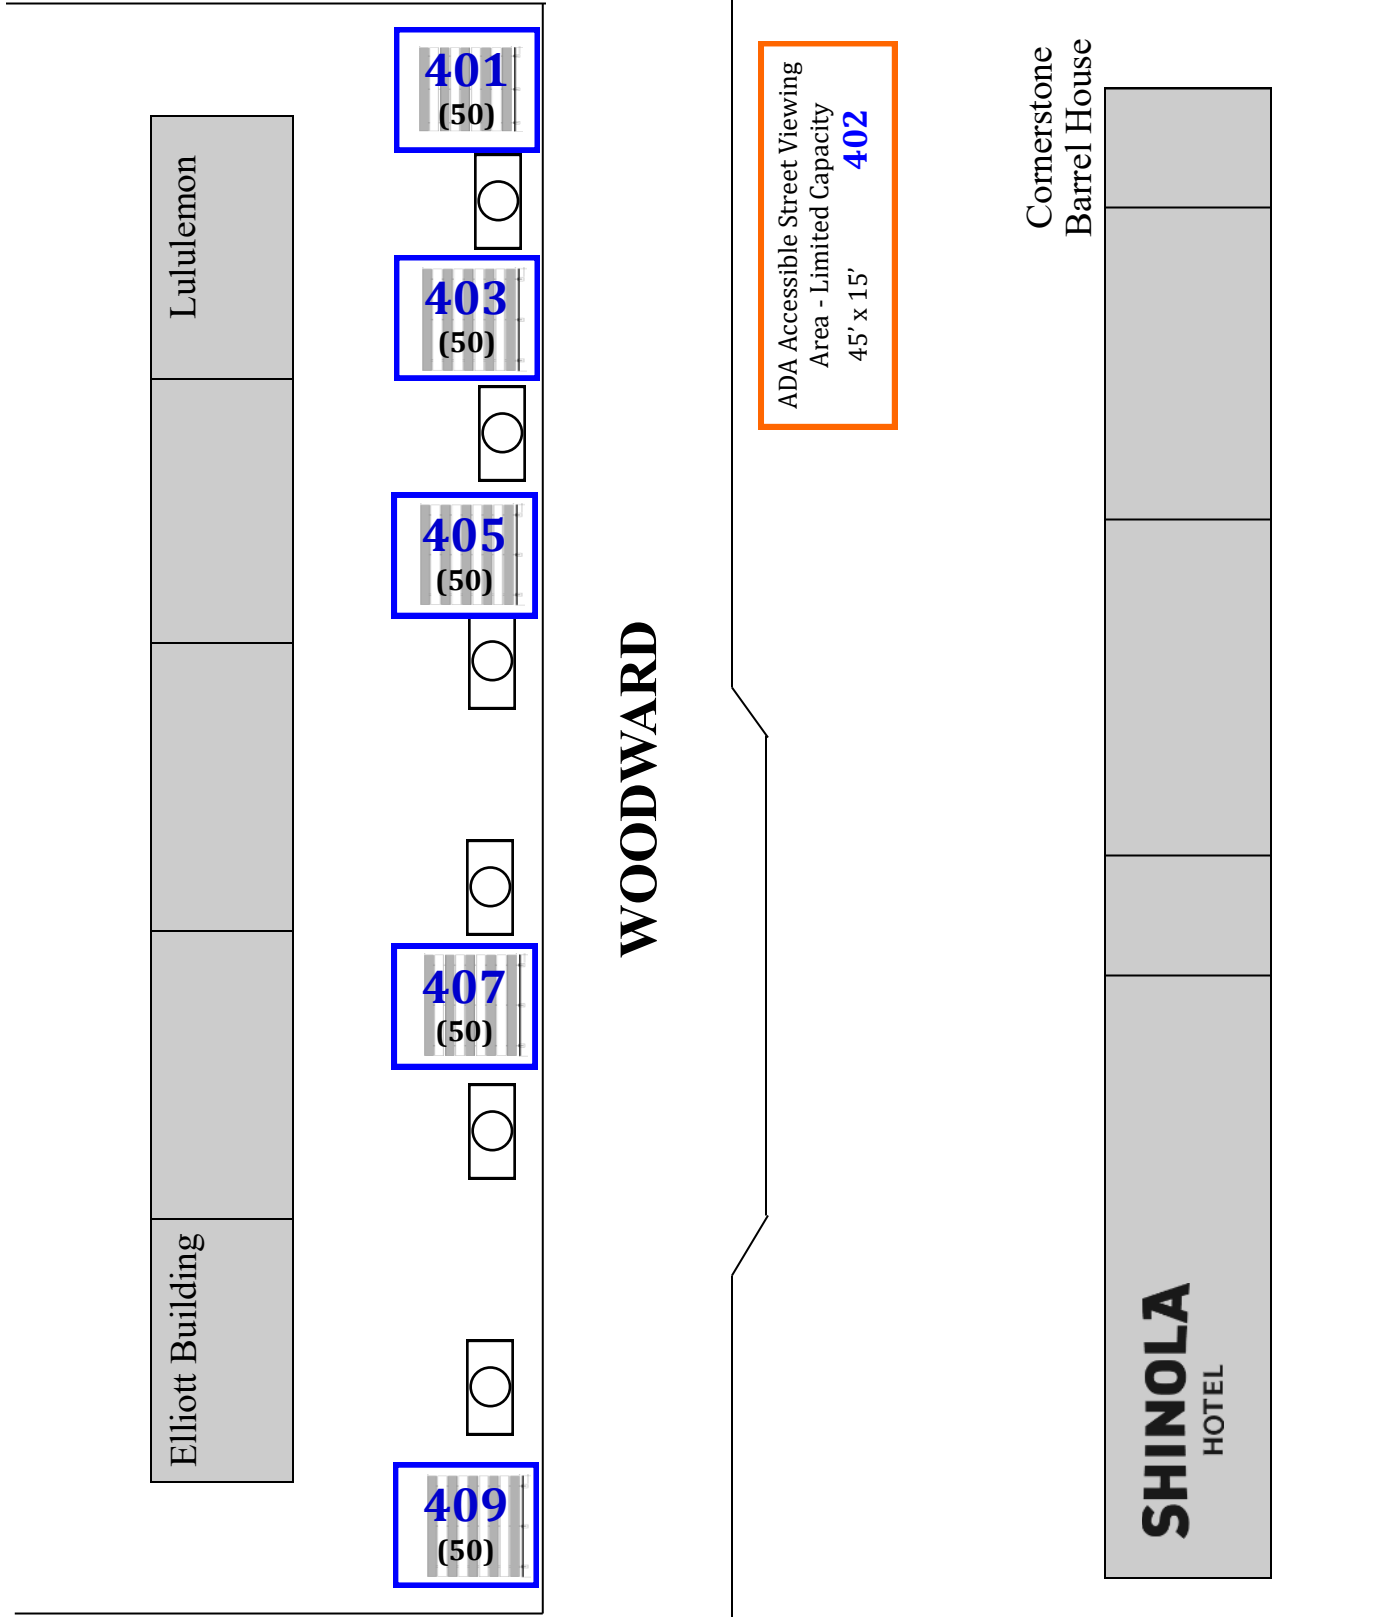 401
(50)
403
(50)
405
(50)
407
(50)
409
(50)
Lululemon
Elliott Building
WOODWARD
ADA Accessible Street Viewing
Area - Limited Capacity
45’ x 15’ 402
Cornerstone
Barrel House
SHINOLA
HOTEL